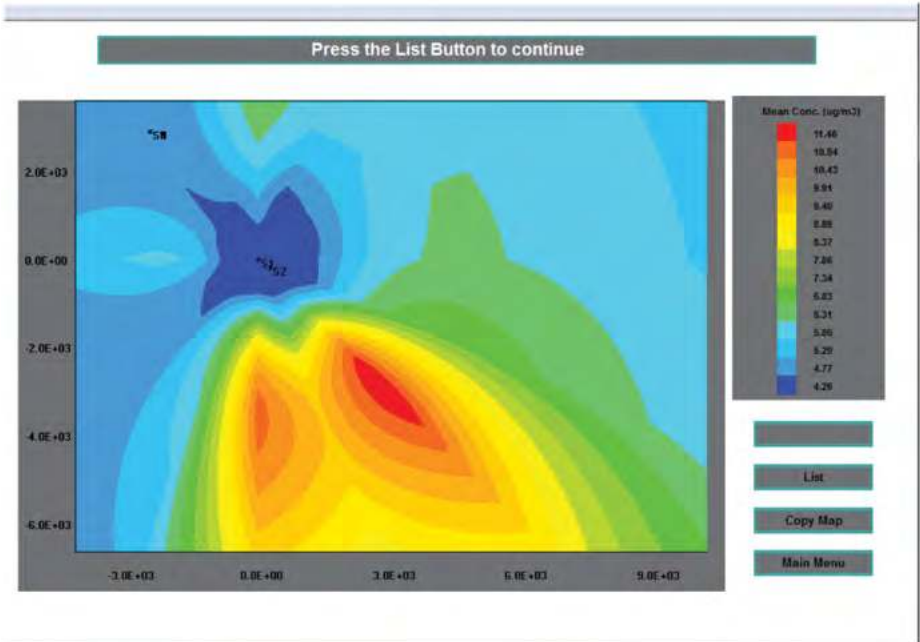 Press the List Button to continue
Mean Conc. (ug/m3)
11.46
10.94
10.43
9.91
9.40
8.88
8.37
7.86
7.34
6.83
6.31
5.80
5.29
4.77
4.26
2.0E+03
0.0E+00
-2.0E+03
-4.0E+03
-6.0E+03
-3.0E+03
0.0E+00
3.0E+03
6.0E+03
9.0E+03
List
Copy Map
Main Menu